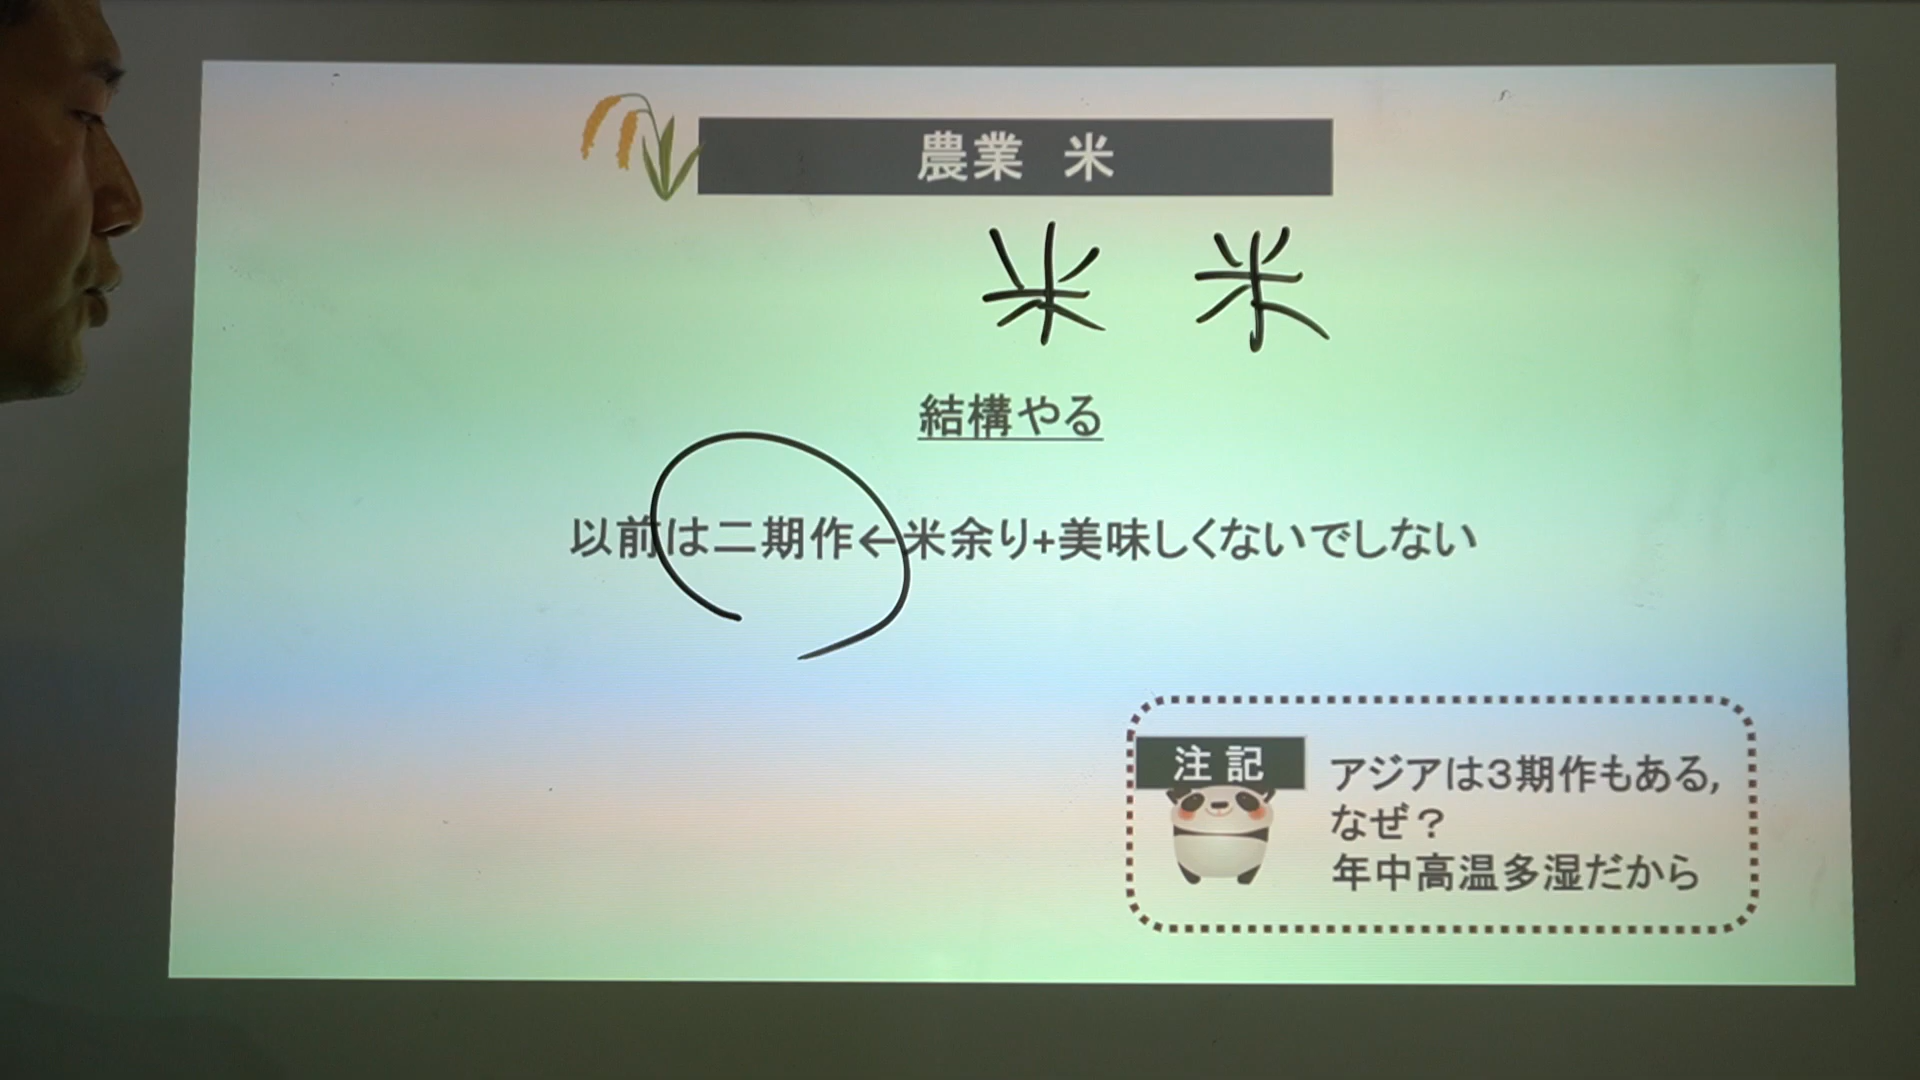 農業 米
米 米
結構やる
以前は二期作←米余り+美味しくないでしない
注記
アジアは3期作もある,
なぜ?
年中高温多湿だから